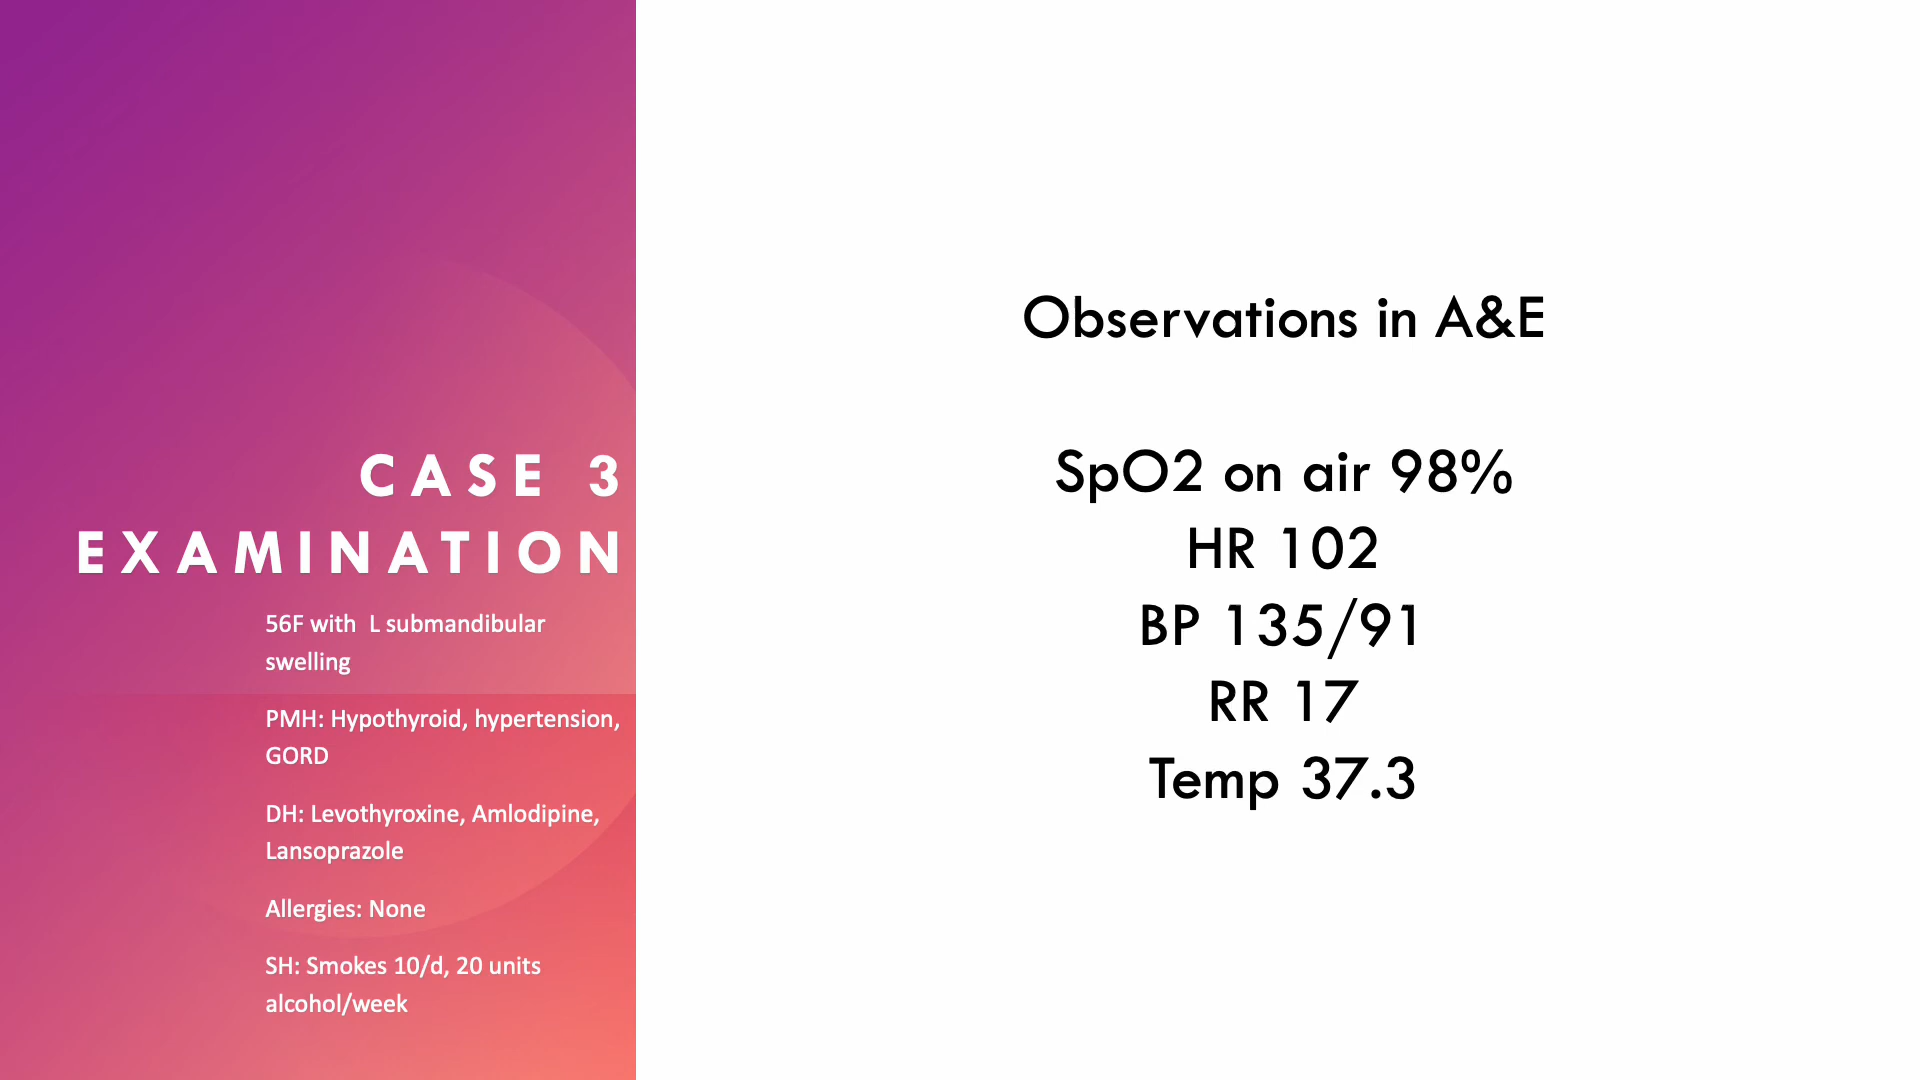 CASE 3
EXAMINATION
56F with  L submandibular
swelling
PMH: Hypothyroid, hypertension,
GORD
DH: Levothyroxine, Amlodipine,
Lansoprazole
Allergies: None
SH: Smokes 10/d, 20 units
alcohol/week
Observations in A&E
SpO2 on air 98%
HR 102
BP 135/91
RR 17
Temp 37.3